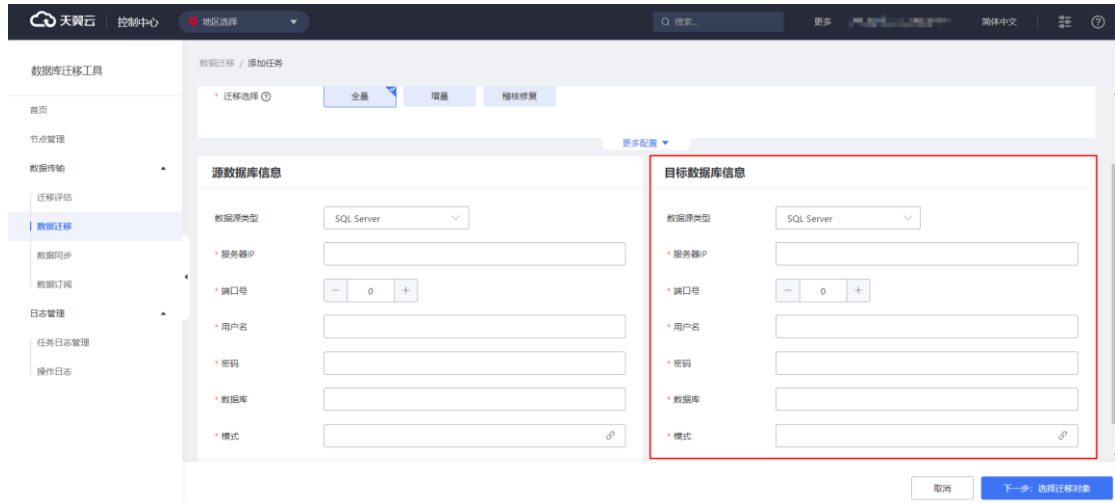 天翼云 控制中心 地区选择 搜索... 更多 简体中文
数据库迁移工具
首页
节点管理
数据传输
迁移评估
数据迁移
数据同步
数据订阅
日志管理
任务日志管理
操作日志
数据迁移 / 添加任务
* 迁移选择 全量 增量 稽核修复
更多配置
源数据库信息
数据源类型 SQL Server
* 服务器IP
* 端口号 − 0 +
* 用户名
* 密码
* 数据库
* 模式
目标数据库信息
数据源类型 SQL Server
* 服务器IP
* 端口号 − 0 +
* 用户名
* 密码
* 数据库
* 模式
取消 下一步：选择迁移对象